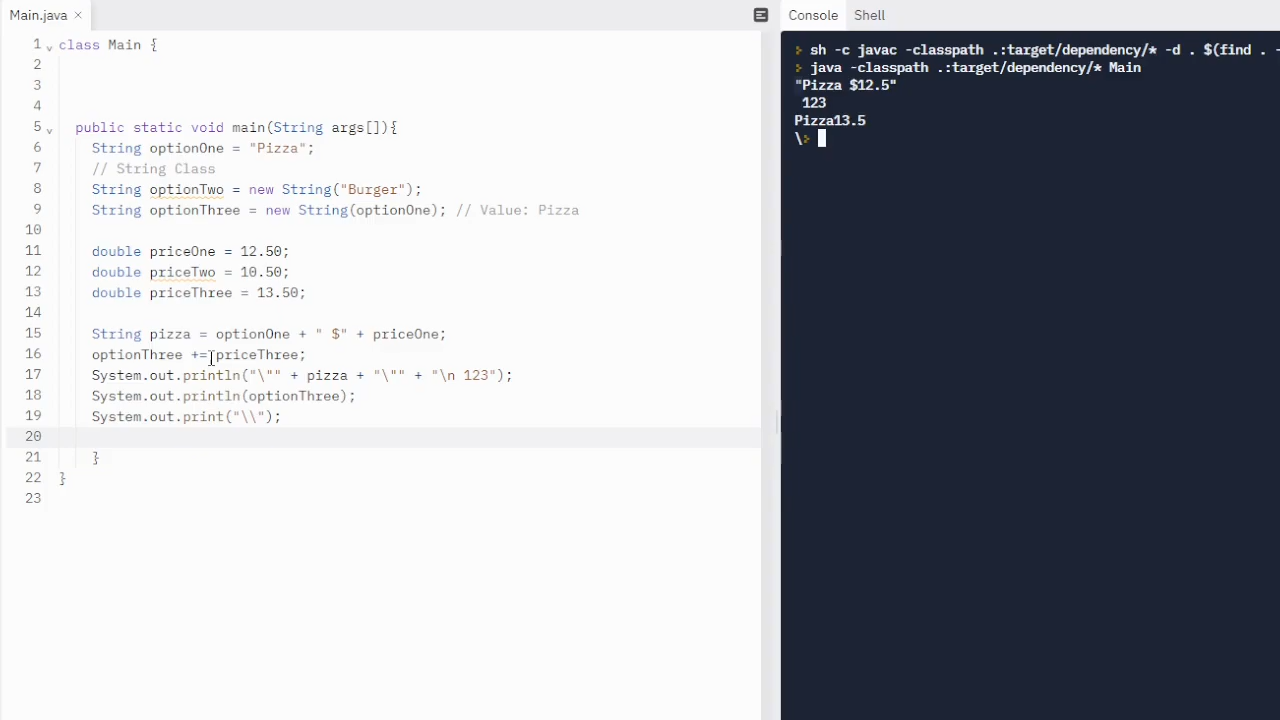 Main.java ×
1 class Main {
2
3
4
5 public static void main(String args[]){
6 String optionOne = "Pizza";
7 // String Class
8 String optionTwo = new String("Burger");
9 String optionThree = new String(optionOne); // Value: Pizza
10
11 double priceOne = 12.50;
12 double priceTwo = 10.50;
13 double priceThree = 13.50;
14
15 String pizza = optionOne + " $" + priceOne;
16 optionThree += priceThree;
17 System.out.println("\"" + pizza + "\"" + "\n 123");
18 System.out.println(optionThree);
19 System.out.print("\\");
20
21 }
22 }
23
Console Shell
> sh -c javac -classpath .:target/dependency/* -d . $(find . -
> java -classpath .:target/dependency/* Main
"Pizza $12.5"
 123
Pizza13.5
\>